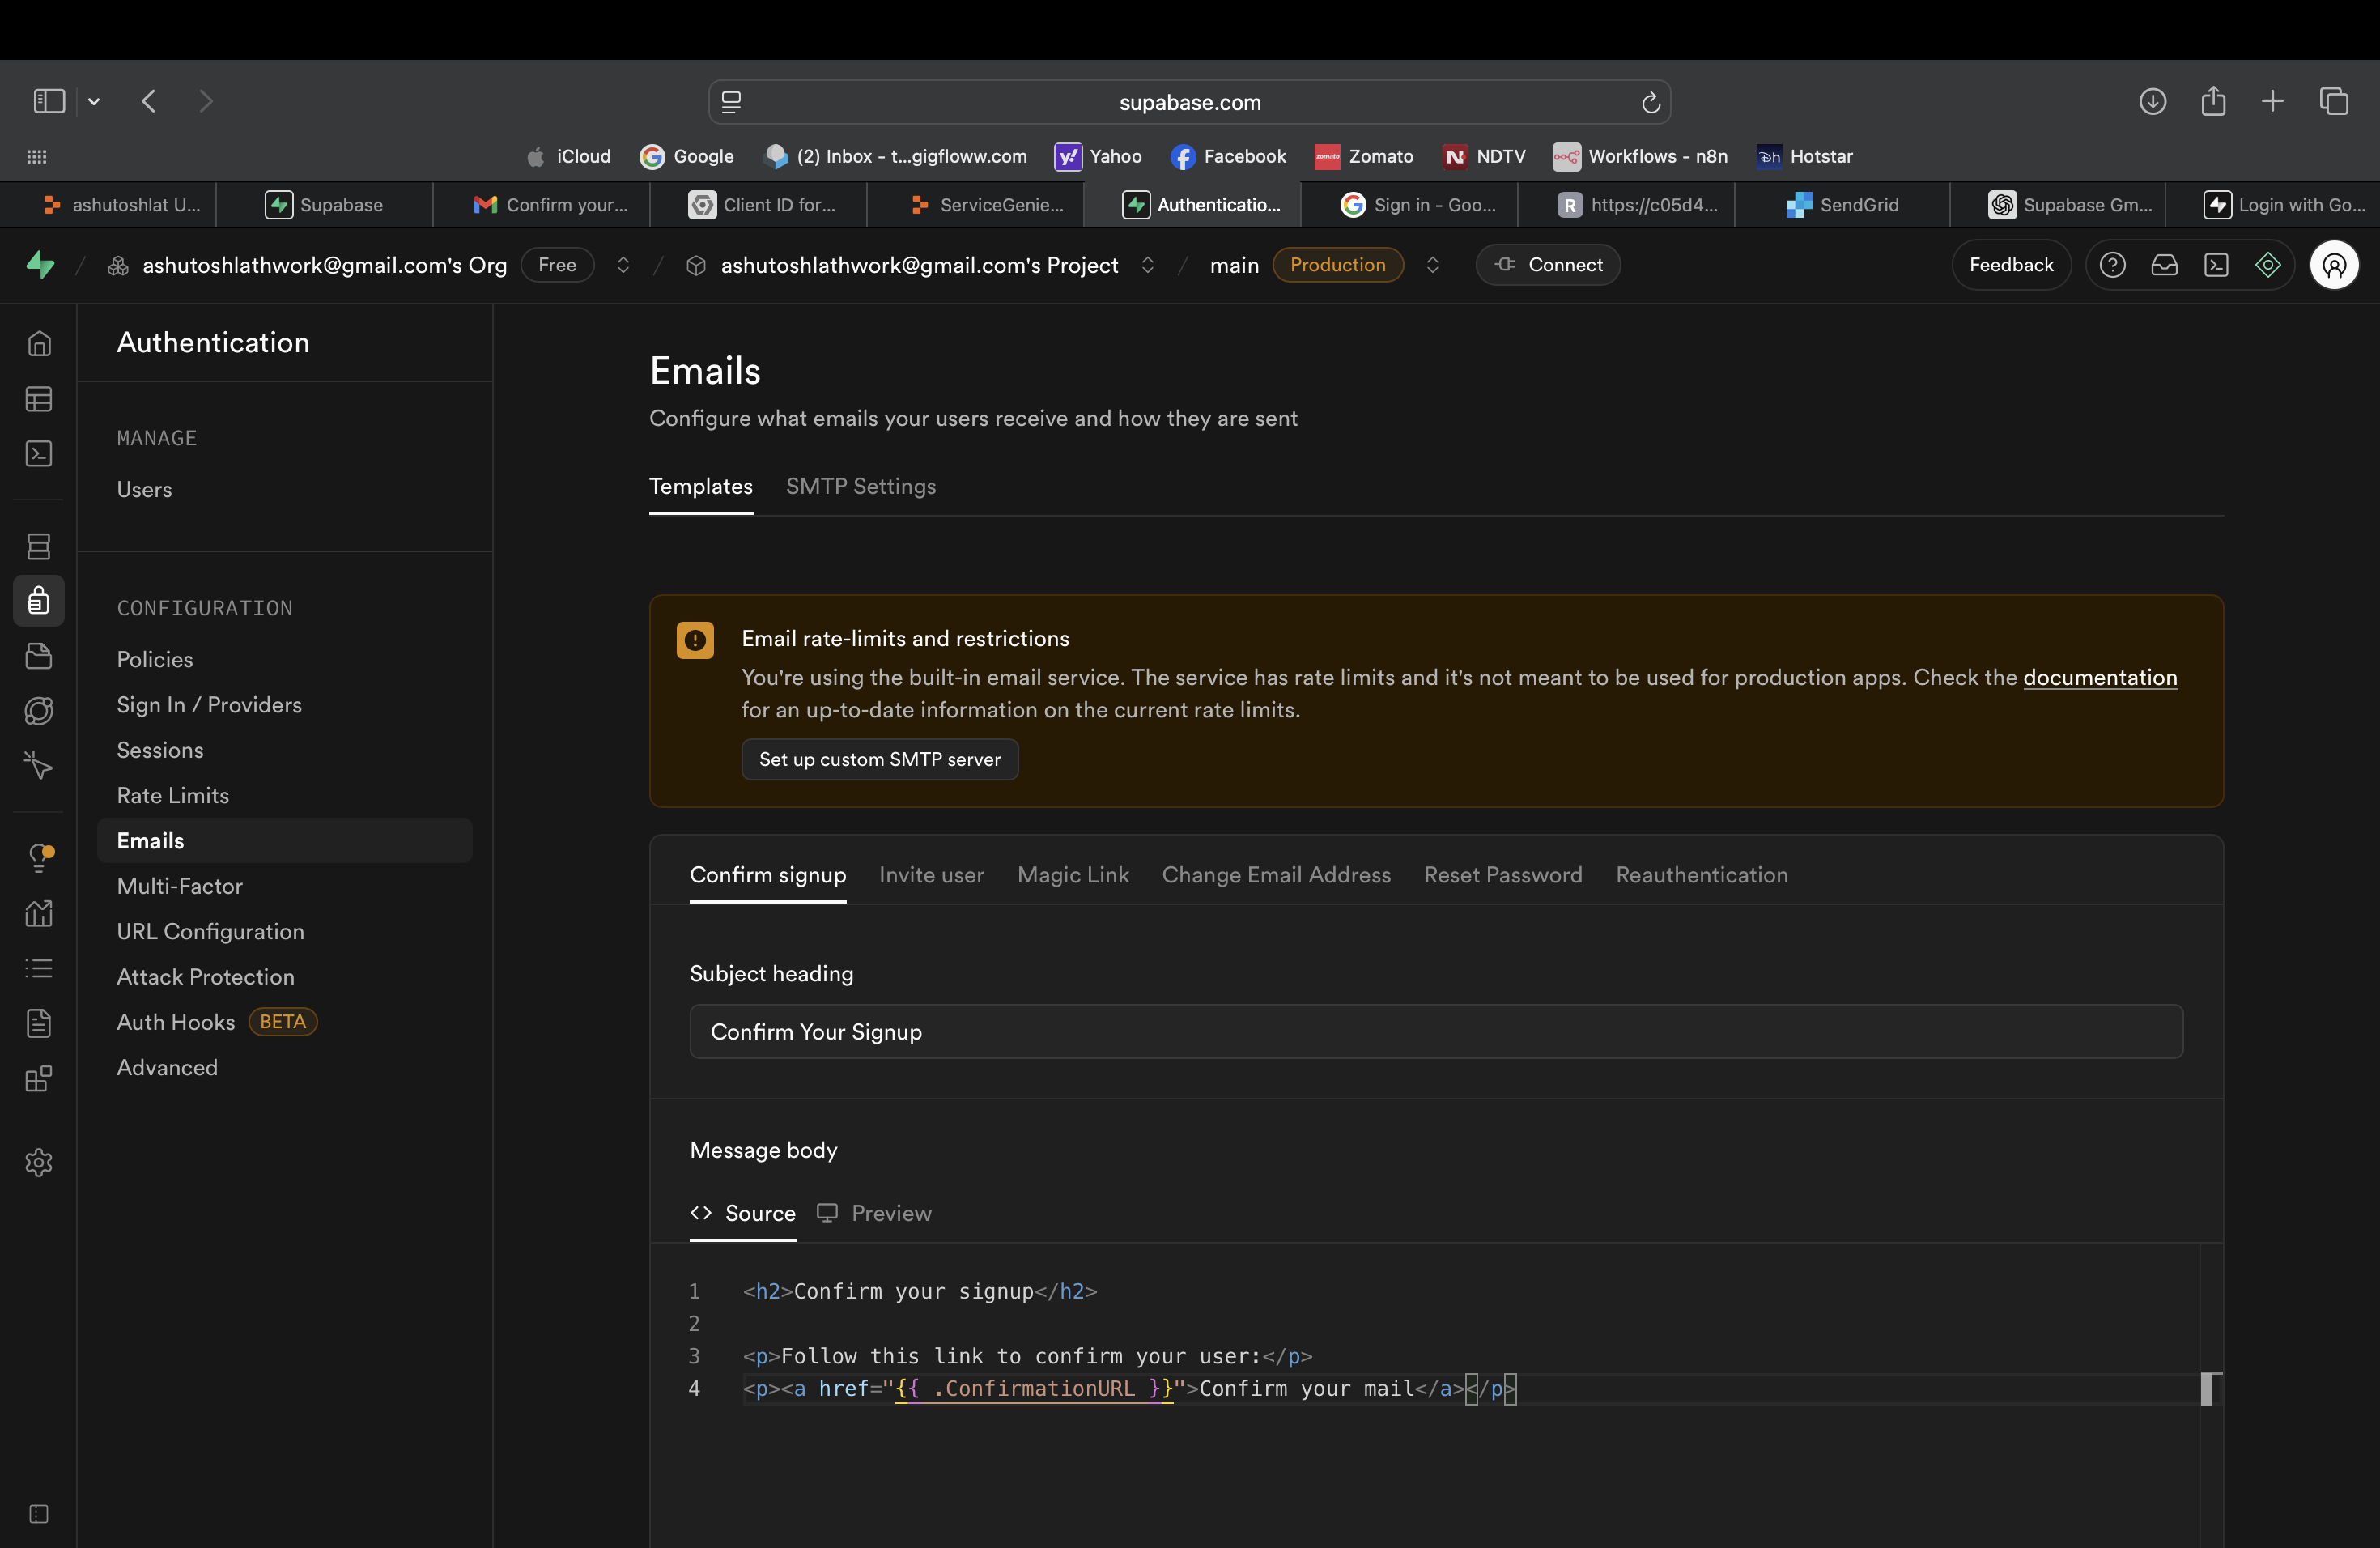 supabase.com
iCloud
Google
(2) Inbox - t...gigfloww.com
Yahoo
Facebook
zomato
Zomato
NDTV
Workflows - n8n
Hotstar
ashutoshlat U...
Supabase
Confirm your...
Client ID for...
ServiceGenie...
Authenticatio...
Sign in - Goo...
R
https://c05d4...
SendGrid
Supabase Gm...
Login with Go...
/ ashutoshlathwork@gmail.com's Org Free / ashutoshlathwork@gmail.com's Project / main Production Connect
Feedback
Authentication
MANAGE
Users
CONFIGURATION
Policies
Sign In / Providers
Sessions
Rate Limits
Emails
Multi-Factor
URL Configuration
Attack Protection
Auth Hooks BETA
Advanced
Emails
Configure what emails your users receive and how they are sent
Templates SMTP Settings
Email rate-limits and restrictions
You're using the built-in email service. The service has rate limits and it's not meant to be used for production apps. Check the documentation
for an up-to-date information on the current rate limits.
Set up custom SMTP server
Confirm signup Invite user Magic Link Change Email Address Reset Password Reauthentication
Subject heading
Confirm Your Signup
Message body
<> Source Preview
1 <h2>Confirm your signup</h2>
2
3 <p>Follow this link to confirm your user:</p>
4 <p><a href="{{ .ConfirmationURL }}">Confirm your mail</a></p>